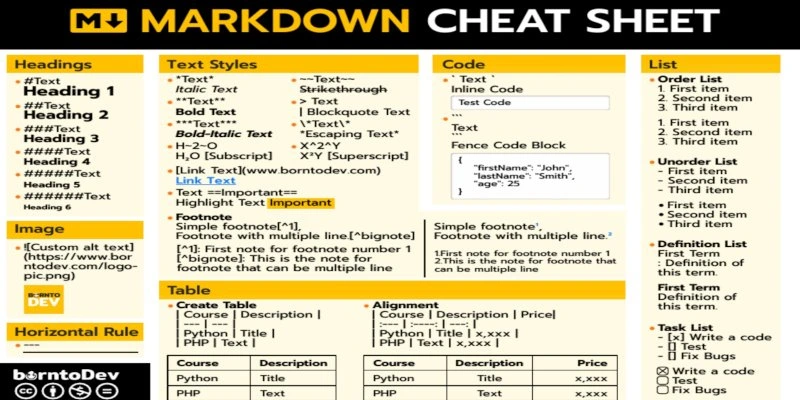 M↓ MARKDOWN CHEAT SHEET
Headings
#Text
Heading 1
##Text
Heading 2
###Text
Heading 3
####Text
Heading 4
#####Text
Heading 5
######Text
Heading 6
Image
![Custom alt text]
(https://www.bor
ntodev.com/logo-
pic.png)
BORNTO
DEV
Horizontal Rule
---
borntoDev
Text Styles
*Text*
Italic Text
**Text**
Bold Text
***Text***
Bold-Italic Text
H~2~O
H₂O [Subscript]
~~Text~~
Strikethrough
> Text
| Blockquote Text
\*Text\*
*Escaping Text*
X^2^Y
X²Y [Superscript]
[Link Text](www.borntodev.com)
Link Text
Text: ==Important==
Highlight Text Important
Footnote
Simple footnote[^1],
Footnote with multiple line.[^bignote]
[^1]: First note for footnote number 1
[^bignote]: This is the note for
footnote that can be multiple line
Simple footnote¹,
Footnote with multiple line.²
1.First note for footnote number 1
2.This is the note for footnote that
can be multiple line
Code
` Text `
Inline Code
Test Code
```
Text
```
Fence Code Block
{
"firstName": "John",
"lastName": "Smith",
"age": 25
}
Table
Create Table
| Course | Description |
| --- | --- |
| Python | Title |
| PHP | Text |
Course Description
Python Title
PHP Text
Alignment
| Course | Description | Price|
| :--- | :----: | ---: |
| Python | Title | x,xxx |
| PHP | Text | x,xxx |
Course Description Price
Python Title x,xxx
PHP Text x,xxx
List
Order List
1. First item
2. Second item
3. Third item
1. First item
2. Second item
3. Third item
Unorder List
- First item
- Second item
- Third item
• First item
• Second item
• Third item
Definition List
First Term
: Definition of
this term.
First Term
Definition of
this term.
Task List
- [x] Write a code
- [] Test
- [] Fix Bugs
☒ Write a code
☐ Test
☐ Fix Bugs